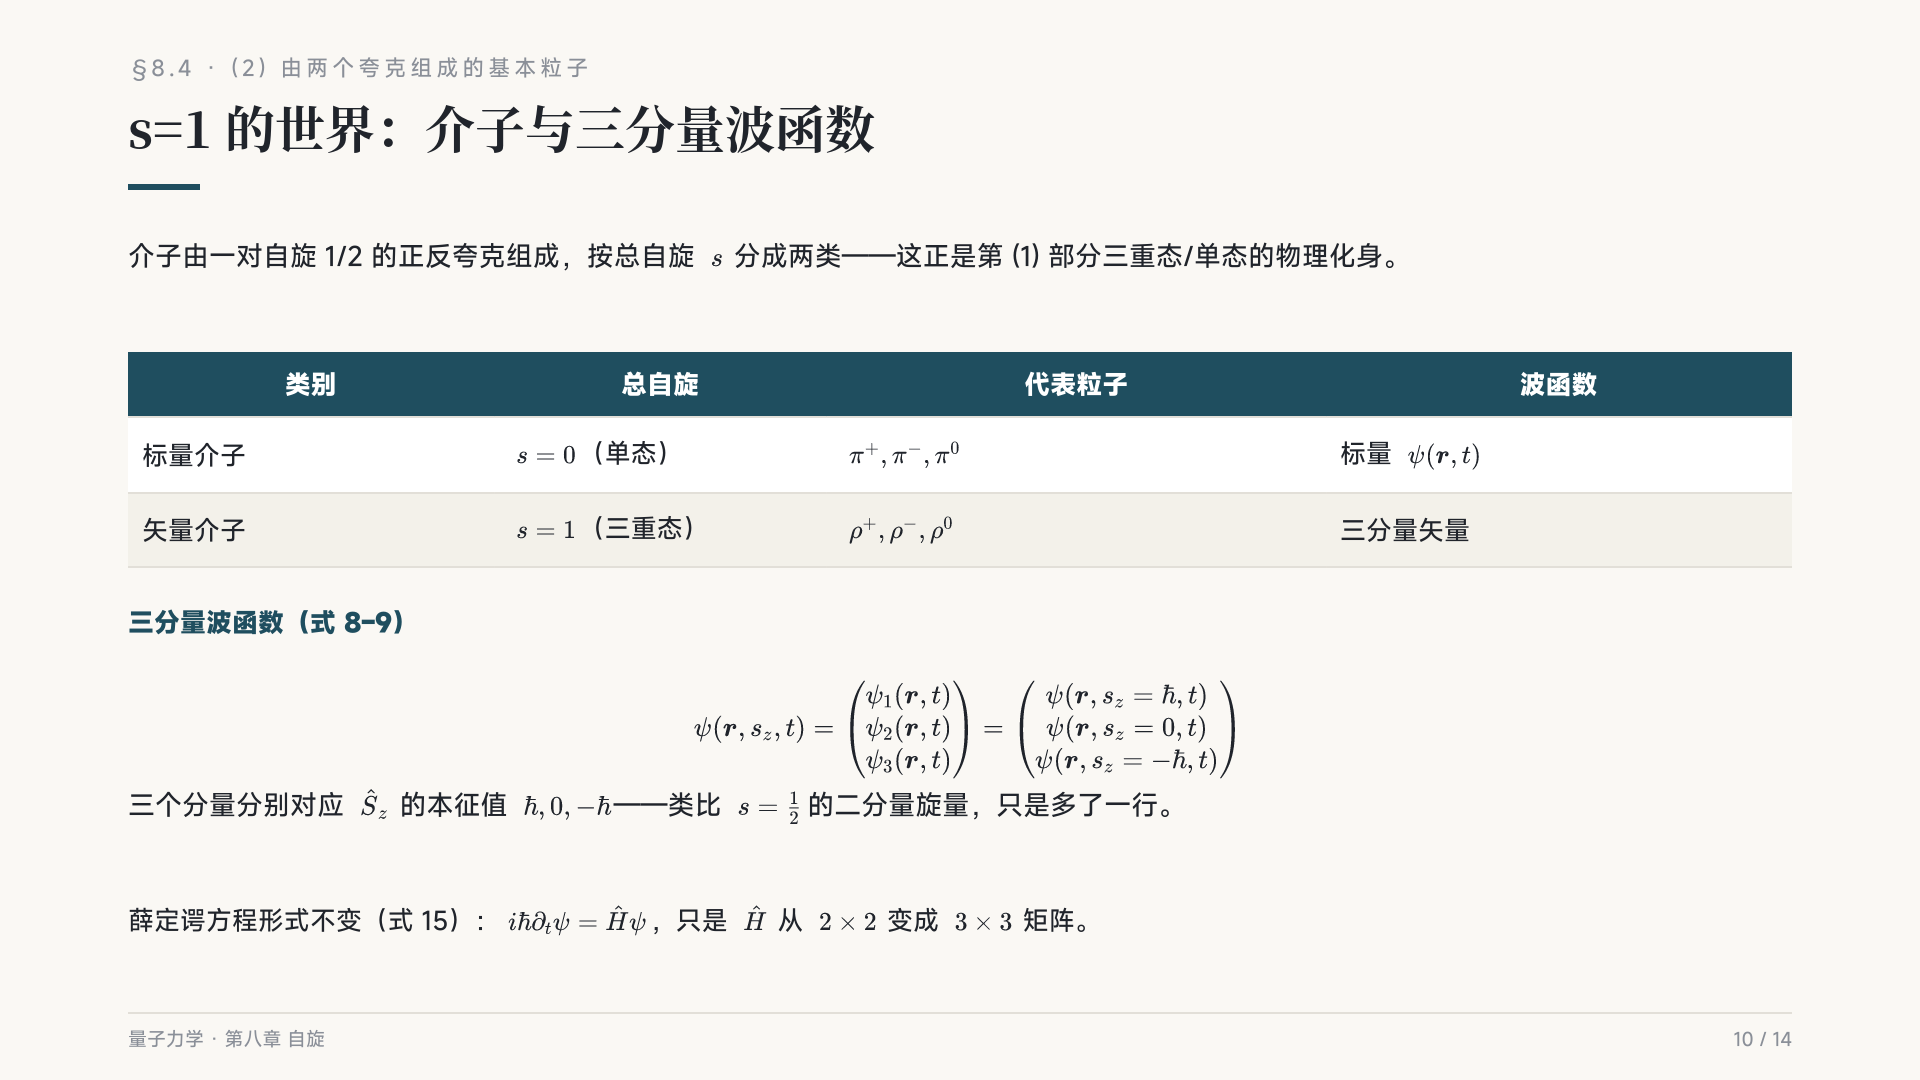 §8.4 · (2) 由两个夸克组成的基本粒子
s=1 的世界：介子与三分量波函数
介子由一对自旋 1/2 的正反夸克组成，按总自旋 s 分成两类——这正是第 (1) 部分三重态/单态的物理化身。
类别 总自旋 代表粒子 波函数
标量介子 s = 0（单态） π⁺, π⁻, π⁰ 标量 ψ(r, t)
矢量介子 s = 1（三重态） ρ⁺, ρ⁻, ρ⁰ 三分量矢量
三分量波函数（式 8–9）
ψ(r, s_z, t) = (ψ₁(r, t) ψ₂(r, t) ψ₃(r, t)) = (ψ(r, s_z = ℏ, t) ψ(r, s_z = 0, t) ψ(r, s_z = −ℏ, t))
三个分量分别对应 Ŝ_z 的本征值 ℏ, 0, −ℏ——类比 s = 1/2 的二分量旋量，只是多了一行。
薛定谔方程形式不变（式 15）： iℏ∂_tψ = Ĥψ，只是 Ĥ 从 2 × 2 变成 3 × 3 矩阵。
量子力学 · 第八章 自旋
10 / 14